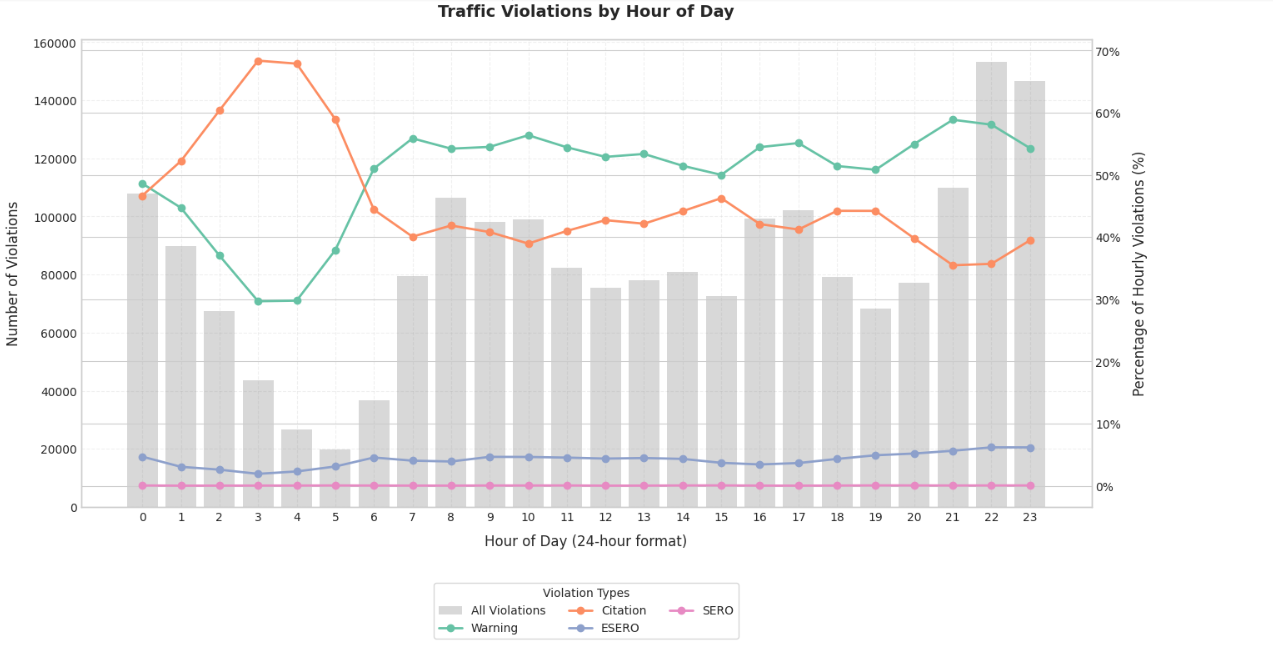 Traffic Violations by Hour of Day
160000
140000
120000
100000
80000
60000
40000
20000
0
Number of Violations
70%
60%
50%
40%
30%
20%
10%
0%
Percentage of Hourly Violations (%)
0 1 2 3 4 5 6 7 8 9 10 11 12 13 14 15 16 17 18 19 20 21 22 23
Hour of Day (24-hour format)
Violation Types
All Violations Citation SERO
Warning ESERO